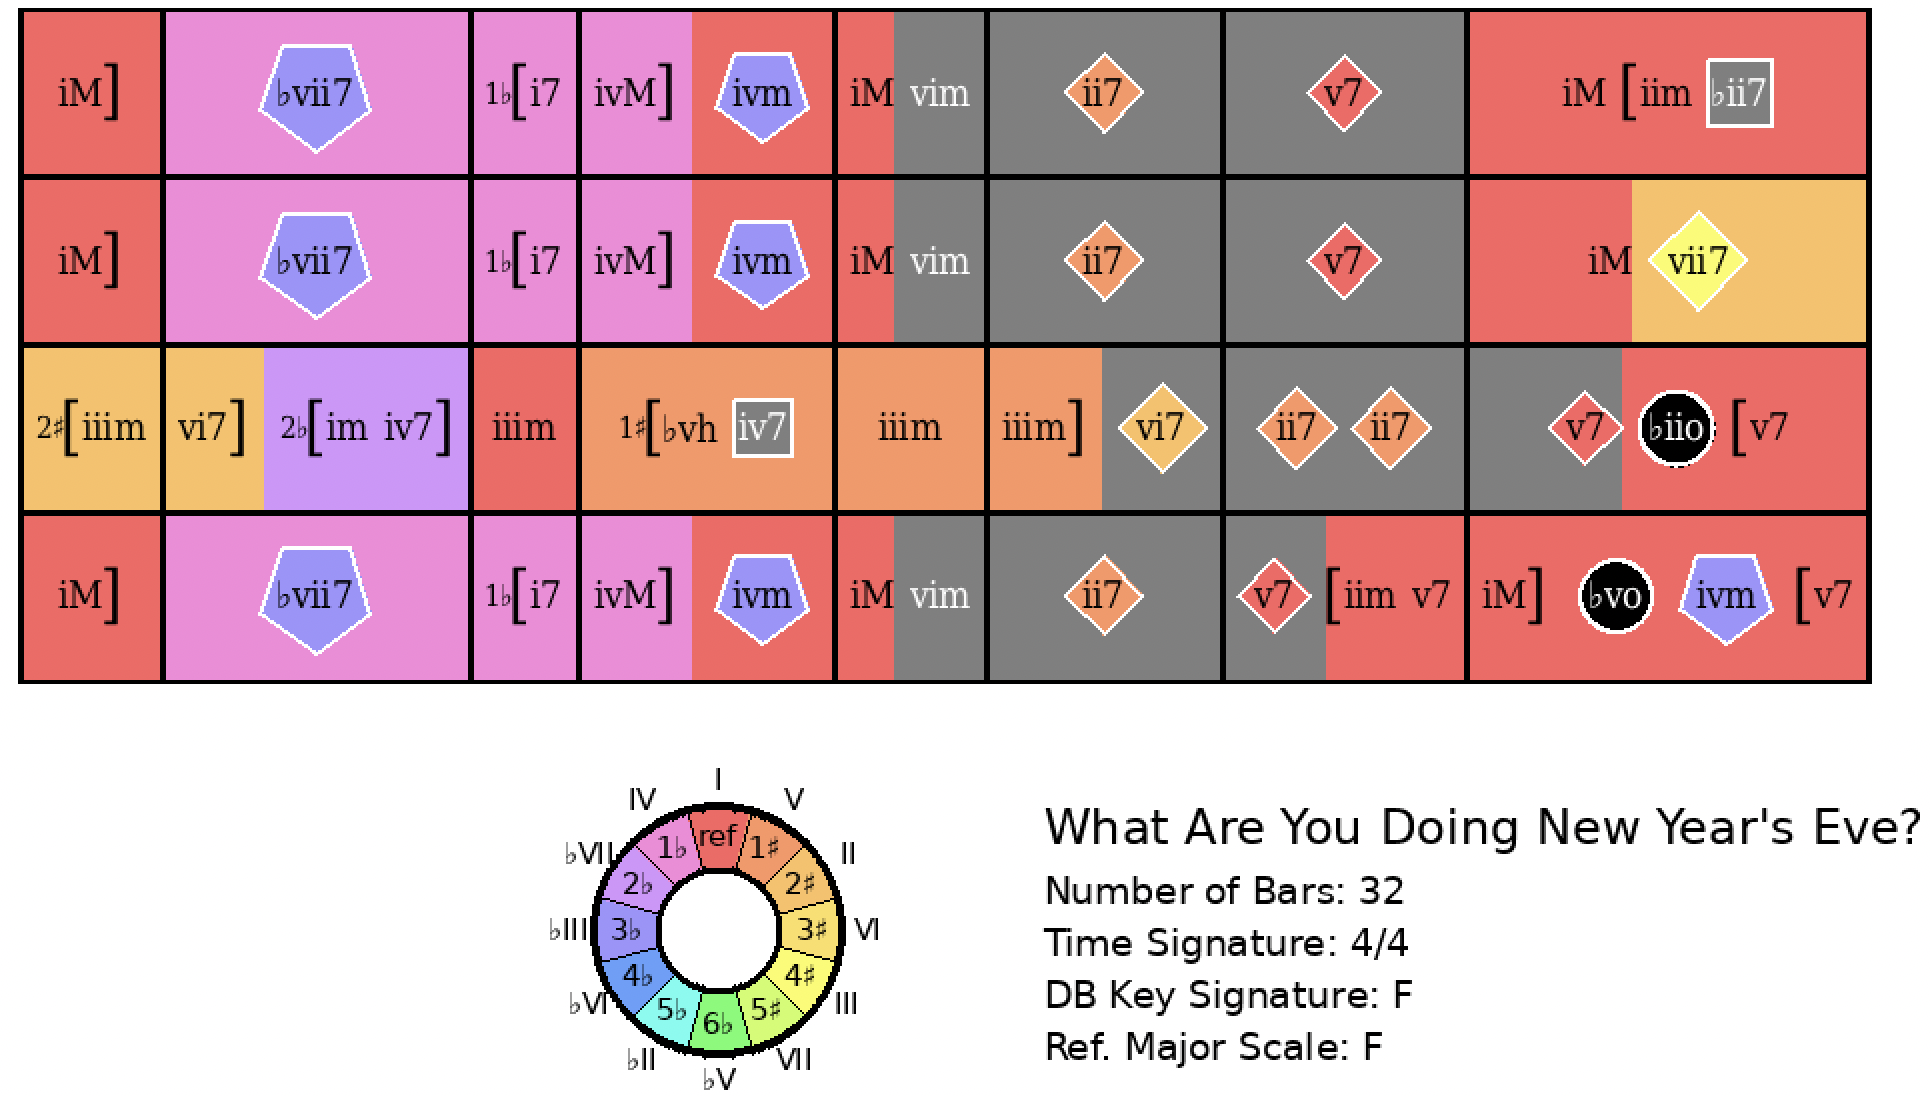 iM] ♭vii7 1♭[i7 ivM] ivm iM vim ii7 v7 iM [iim ♭ii7
iM] ♭vii7 1♭[i7 ivM] ivm iM vim ii7 v7 iM vii7
2♯[iiim vi7] 2♭[im iv7] iiim 1♯[♭vh iv7 iiim iiim] vi7 ii7 ii7 v7 ♭iio [v7
iM] ♭vii7 1♭[i7 ivM] ivm iM vim ii7 v7 [iim v7 iM] ♭vo ivm [v7
I
IV V
ref
1♭ 1♯
♭VII II
2♭ 2♯
♭III 3♭ 3♯ VI
4♭ 4♯
♭VI III
5♭ 5♯
6♭
♭II VII
♭V
What Are You Doing New Year's Eve?
Number of Bars: 32
Time Signature: 4/4
DB Key Signature: F
Ref. Major Scale: F